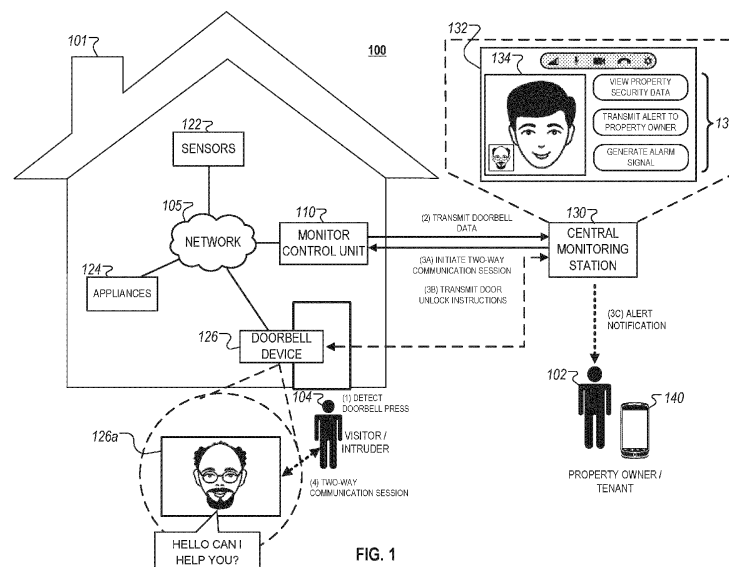 101
100
132
134
VIEW PROPERTY
SECURITY DATA
TRANSMIT ALERT TO
PROPERTY OWNER
GENERATE ALARM
SIGNAL
13
122
SENSORS
105
NETWORK
110
MONITOR
CONTROL UNIT
(2) TRANSMIT DOORBELL
DATA
130
CENTRAL
MONITORING
STATION
124
APPLIANCES
(3A) INITIATE TWO-WAY
COMMUNICATION SESSION
(3B) TRANSMIT DOOR
UNLOCK INSTRUCTIONS
(3C) ALERT
NOTIFICATION
126
DOORBELL
DEVICE
104
(1) DETECT
DOORBELL PRESS
VISITOR /
INTRUDER
102
140
PROPERTY OWNER /
TENANT
126a
(4) TWO-WAY
COMMUNICATION SESSION
HELLO CAN I
HELP YOU?
FIG. 1